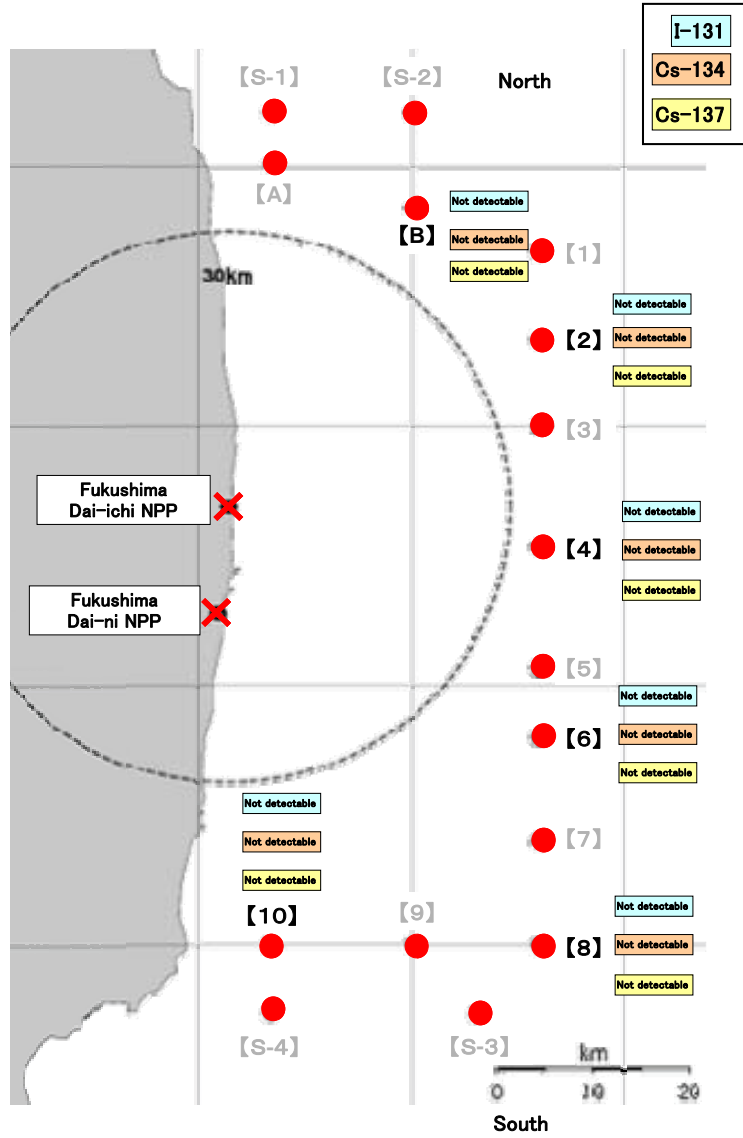 I-131
Cs-134
Cs-137
【S-1】
【S-2】
North
【A】
Not detectable
【B】
Not detectable
【1】
Not detectable
30km
Not detectable
【2】
Not detectable
Not detectable
【3】
Fukushima
Dai-ichi NPP
Not detectable
【4】
Not detectable
Not detectable
Fukushima
Dai-ni NPP
【5】
Not detectable
【6】
Not detectable
Not detectable
Not detectable
Not detectable
Not detectable
【7】
【10】
【9】
Not detectable
【8】
Not detectable
Not detectable
【S-4】
【S-3】
km
0 10 20
South